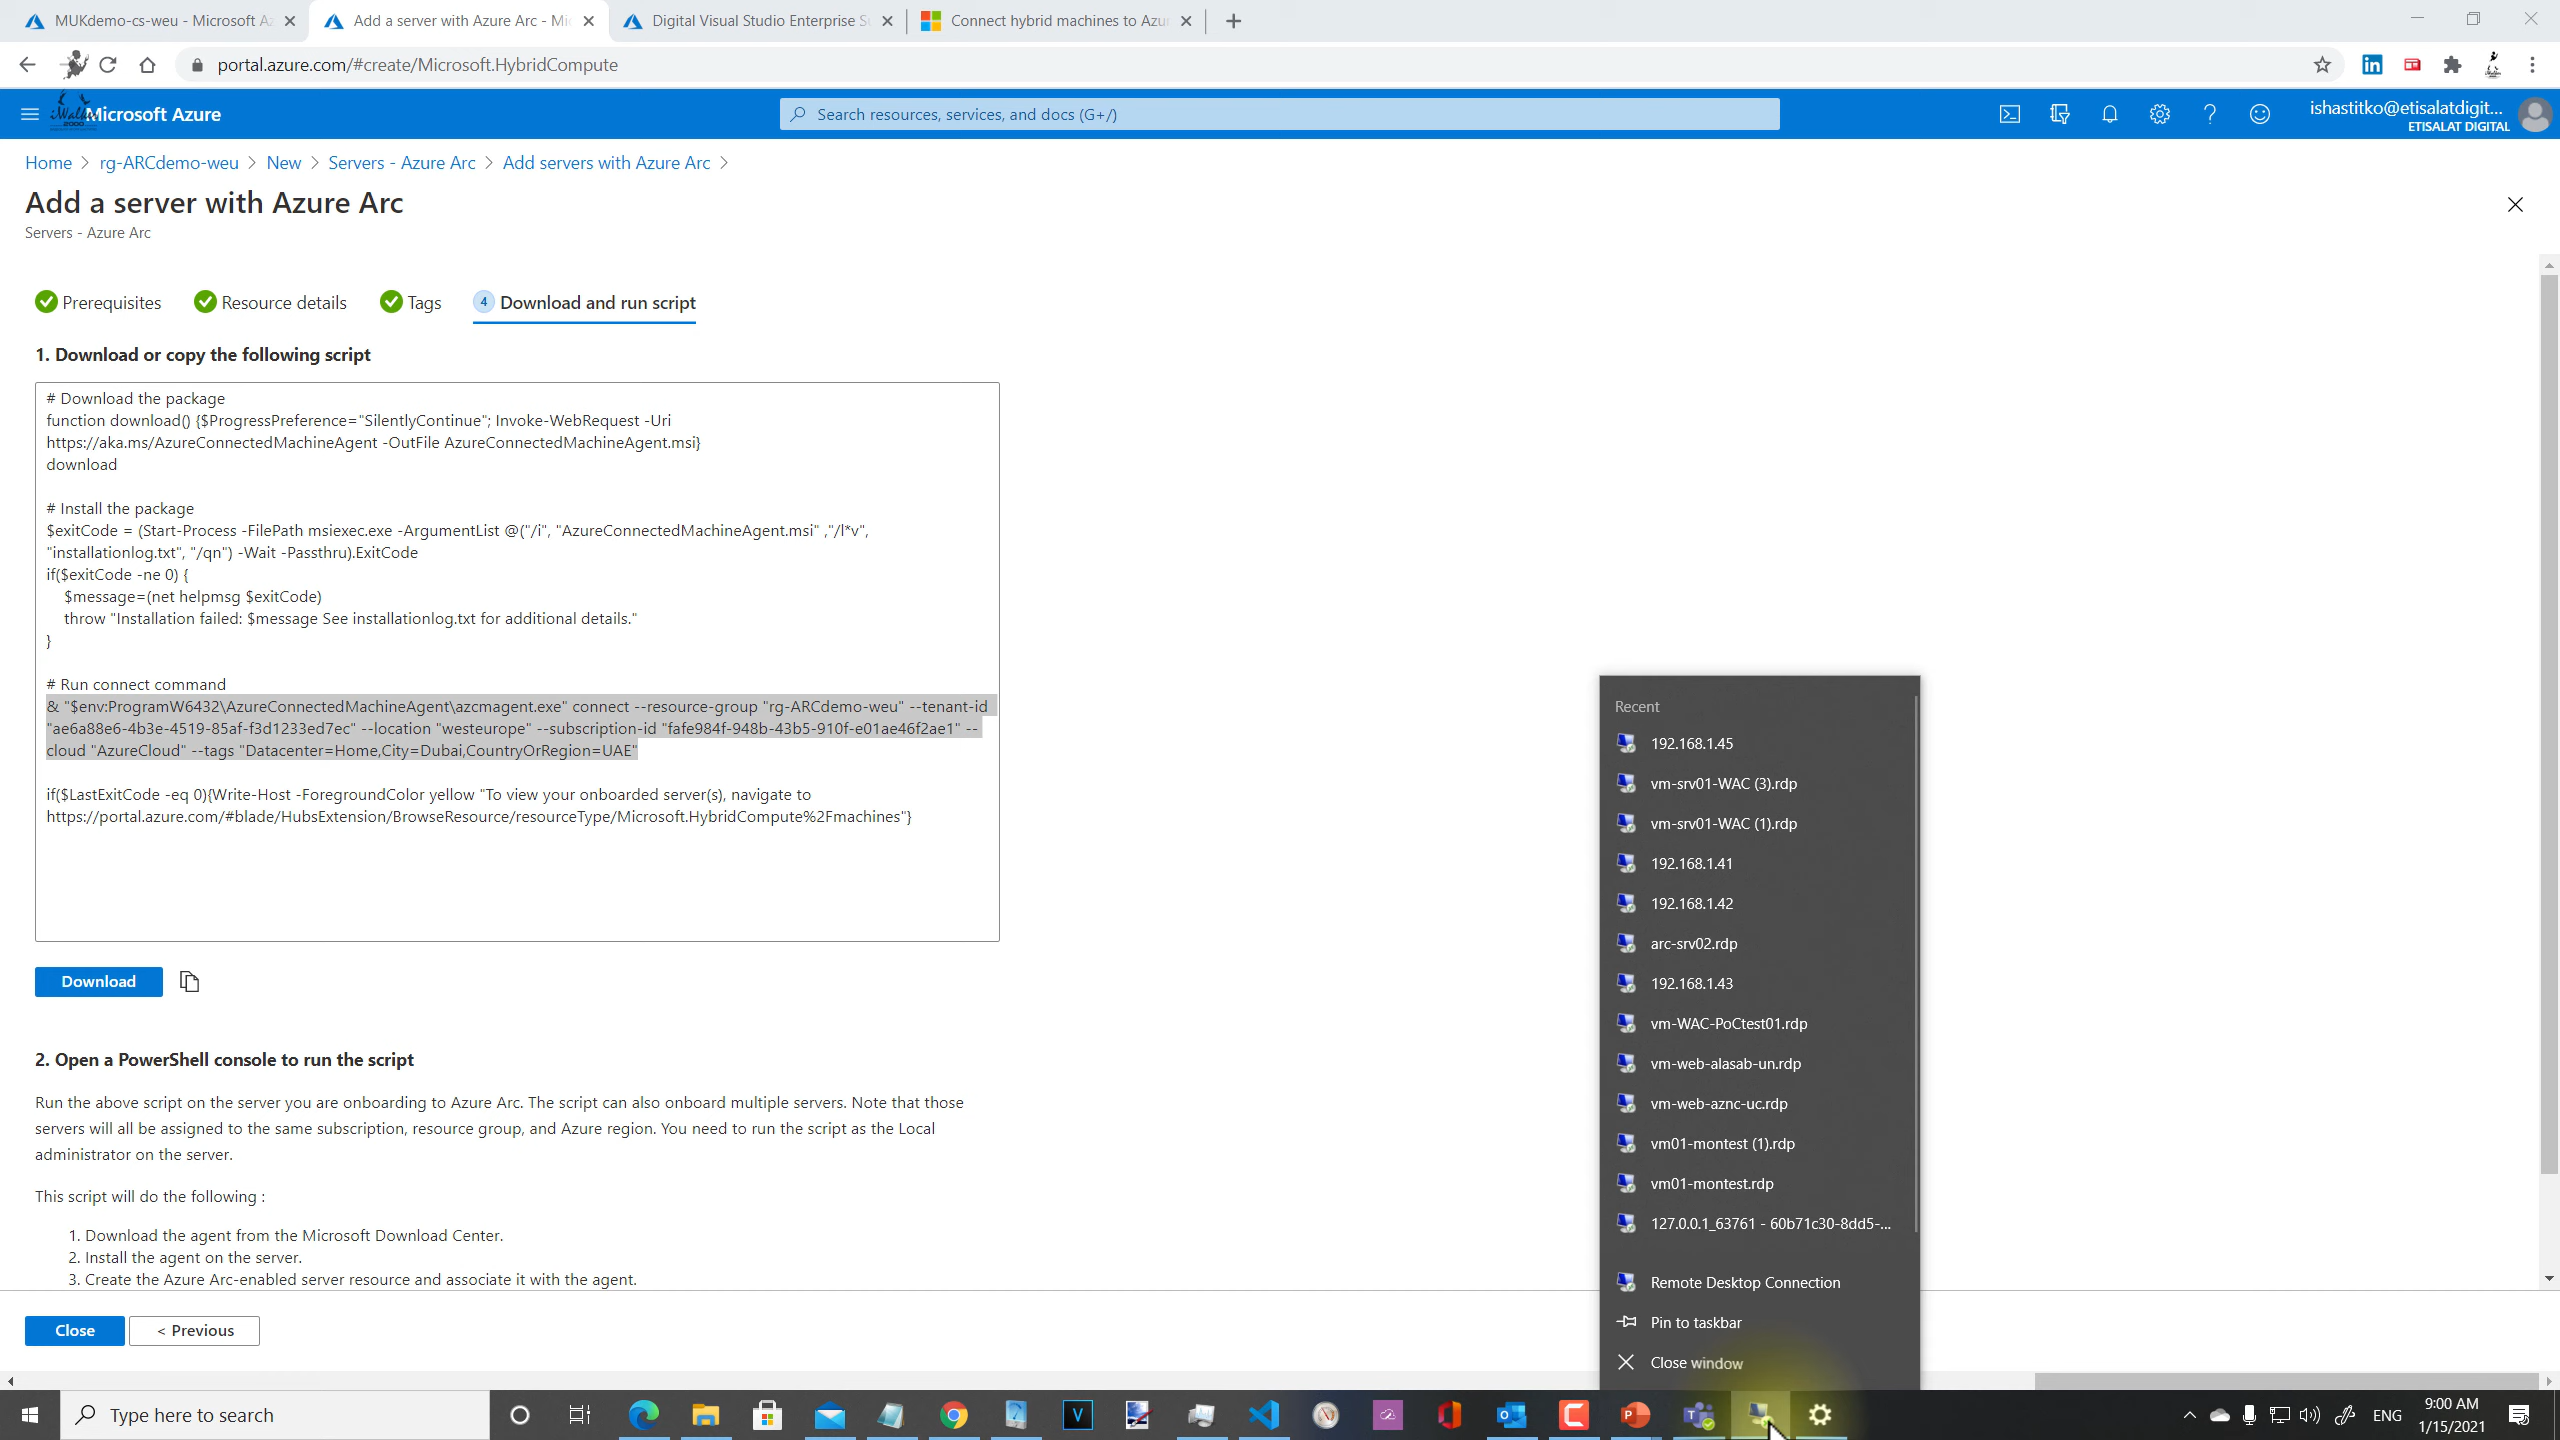 MUKdemo-cs-weu - Microsoft Az
Add a server with Azure Arc - Mic
Digital Visual Studio Enterprise Su
Connect hybrid machines to Azur
portal.azure.com/#create/Microsoft.HybridCompute
Microsoft Azure
Search resources, services, and docs (G+/)
ishastitko@etisalatdigit...
ETISALAT DIGITAL
Home > rg-ARCdemo-weu > New > Servers - Azure Arc > Add servers with Azure Arc >
Add a server with Azure Arc
Servers - Azure Arc
Prerequisites
Resource details
Tags
4 Download and run script
1. Download or copy the following script
# Download the package
function download() {$ProgressPreference="SilentlyContinue"; Invoke-WebRequest -Uri
https://aka.ms/AzureConnectedMachineAgent -OutFile AzureConnectedMachineAgent.msi}
download
# Install the package
$exitCode = (Start-Process -FilePath msiexec.exe -ArgumentList @("/i", "AzureConnectedMachineAgent.msi" ,"/l*v",
"installationlog.txt", "/qn") -Wait -Passthru).ExitCode
if($exitCode -ne 0) {
$message=(net helpmsg $exitCode)
throw "Installation failed: $message See installationlog.txt for additional details."
}
# Run connect command
& "$env:ProgramW6432\AzureConnectedMachineAgent\azcmagent.exe" connect --resource-group "rg-ARCdemo-weu" --tenant-id
"ae6a88e6-4b3e-4519-85af-f3d1233ed7ec" --location "westeurope" --subscription-id "fafe984f-948b-43b5-910f-e01ae46f2ae1" --
cloud "AzureCloud" --tags "Datacenter=Home,City=Dubai,CountryOrRegion=UAE"
if($LastExitCode -eq 0){Write-Host -ForegroundColor yellow "To view your onboarded server(s), navigate to
https://portal.azure.com/#blade/HubsExtension/BrowseResource/resourceType/Microsoft.HybridCompute%2Fmachines"}
Download
2. Open a PowerShell console to run the script
Run the above script on the server you are onboarding to Azure Arc. The script can also onboard multiple servers. Note that those
servers will all be assigned to the same subscription, resource group, and Azure region. You need to run the script as the Local
administrator on the server.
This script will do the following :
1. Download the agent from the Microsoft Download Center.
2. Install the agent on the server.
3. Create the Azure Arc-enabled server resource and associate it with the agent.
Close
< Previous
Recent
192.168.1.45
vm-srv01-WAC (3).rdp
vm-srv01-WAC (1).rdp
192.168.1.41
192.168.1.42
arc-srv02.rdp
192.168.1.43
vm-WAC-PoCtest01.rdp
vm-web-alasab-un.rdp
vm-web-aznc-uc.rdp
vm01-montest (1).rdp
vm01-montest.rdp
127.0.0.1_63761 - 60b71c30-8dd5-...
Remote Desktop Connection
Pin to taskbar
Close window
Type here to search
ENG
9:00 AM
1/15/2021